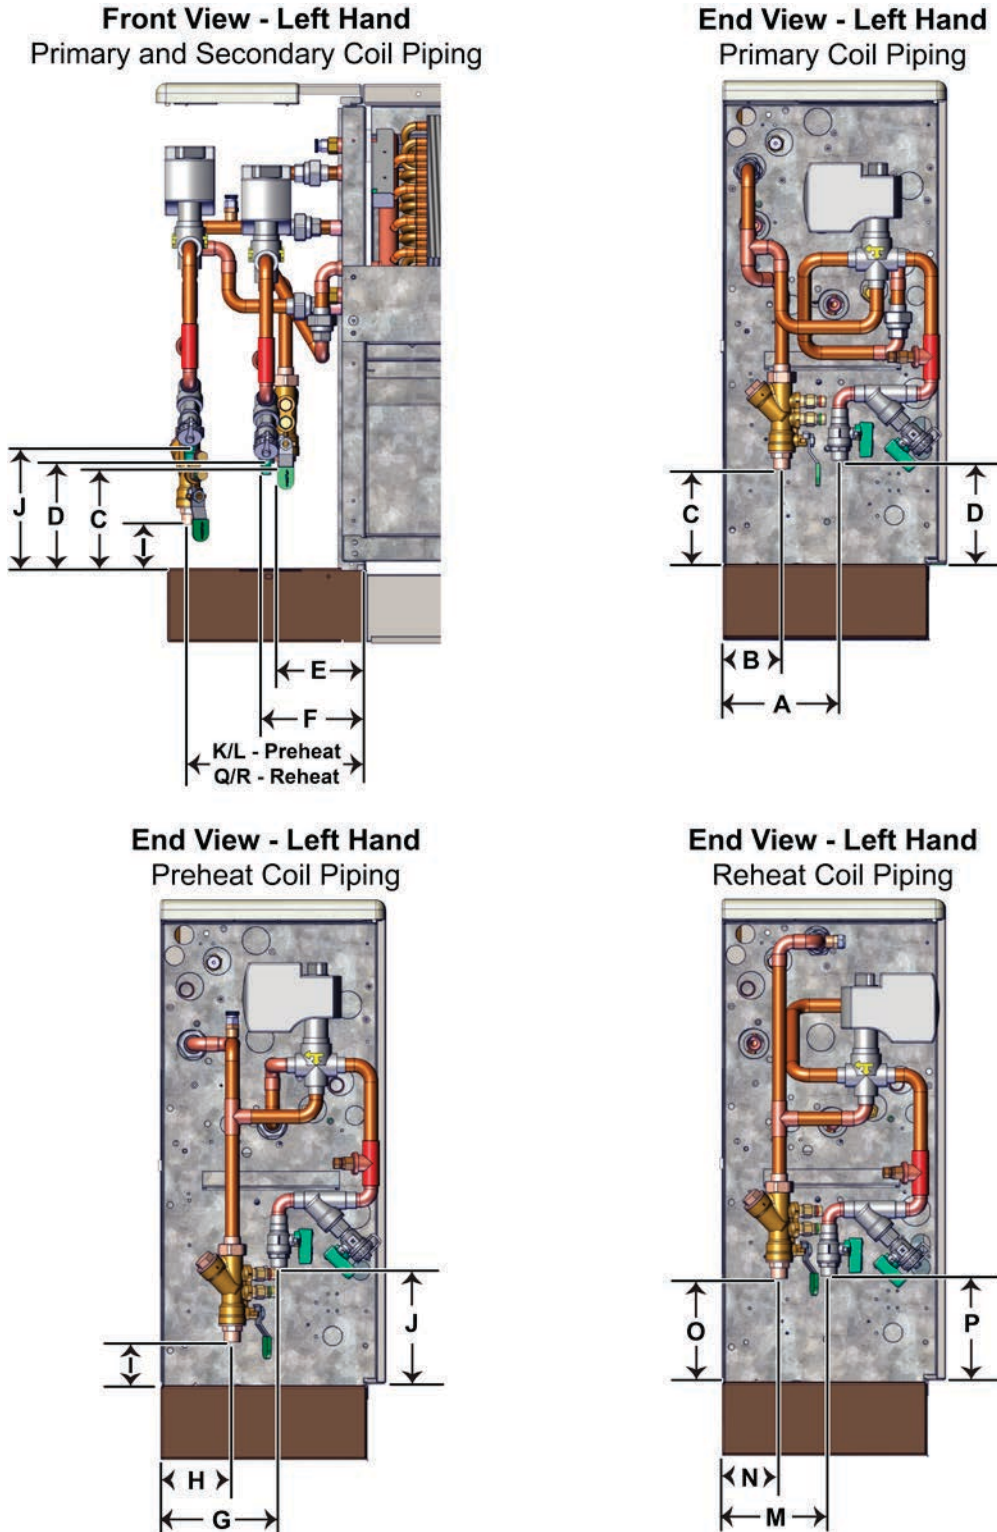 Front View - Left Hand
Primary and Secondary Coil Piping
J
D
C
I
E
F
K/L - Preheat
Q/R - Reheat
End View - Left Hand
Primary Coil Piping
C
D
B
A
End View - Left Hand
Preheat Coil Piping
I
J
H
G
End View - Left Hand
Reheat Coil Piping
O
P
N
M